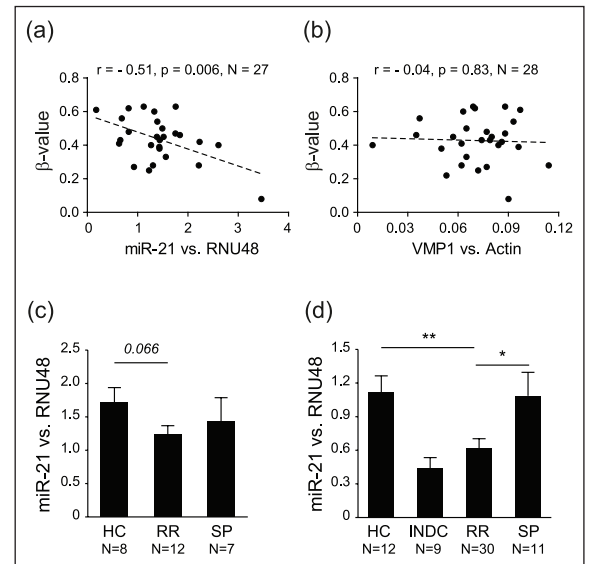 (a)
r = - 0.51, p = 0.006, N = 27
0.8
0.6
0.4
0.2
0.0
β-value
0 1 2 3 4
miR-21 vs. RNU48
(b)
r = - 0.04, p = 0.83, N = 28
0.8
0.6
0.4
0.2
0.0
β-value
0 0.03 0.06 0.09 0.12
VMP1 vs. Actin
(c)
2.5
2.0
1.5
1.0
0.5
0
miR-21 vs. RNU48
0.066
HC RR SP
N=8 N=12 N=7
(d)
1.5
1.2
0.9
0.6
0.3
0
miR-21 vs. RNU48
**
*
HC INDC RR SP
N=12 N=9 N=30 N=11